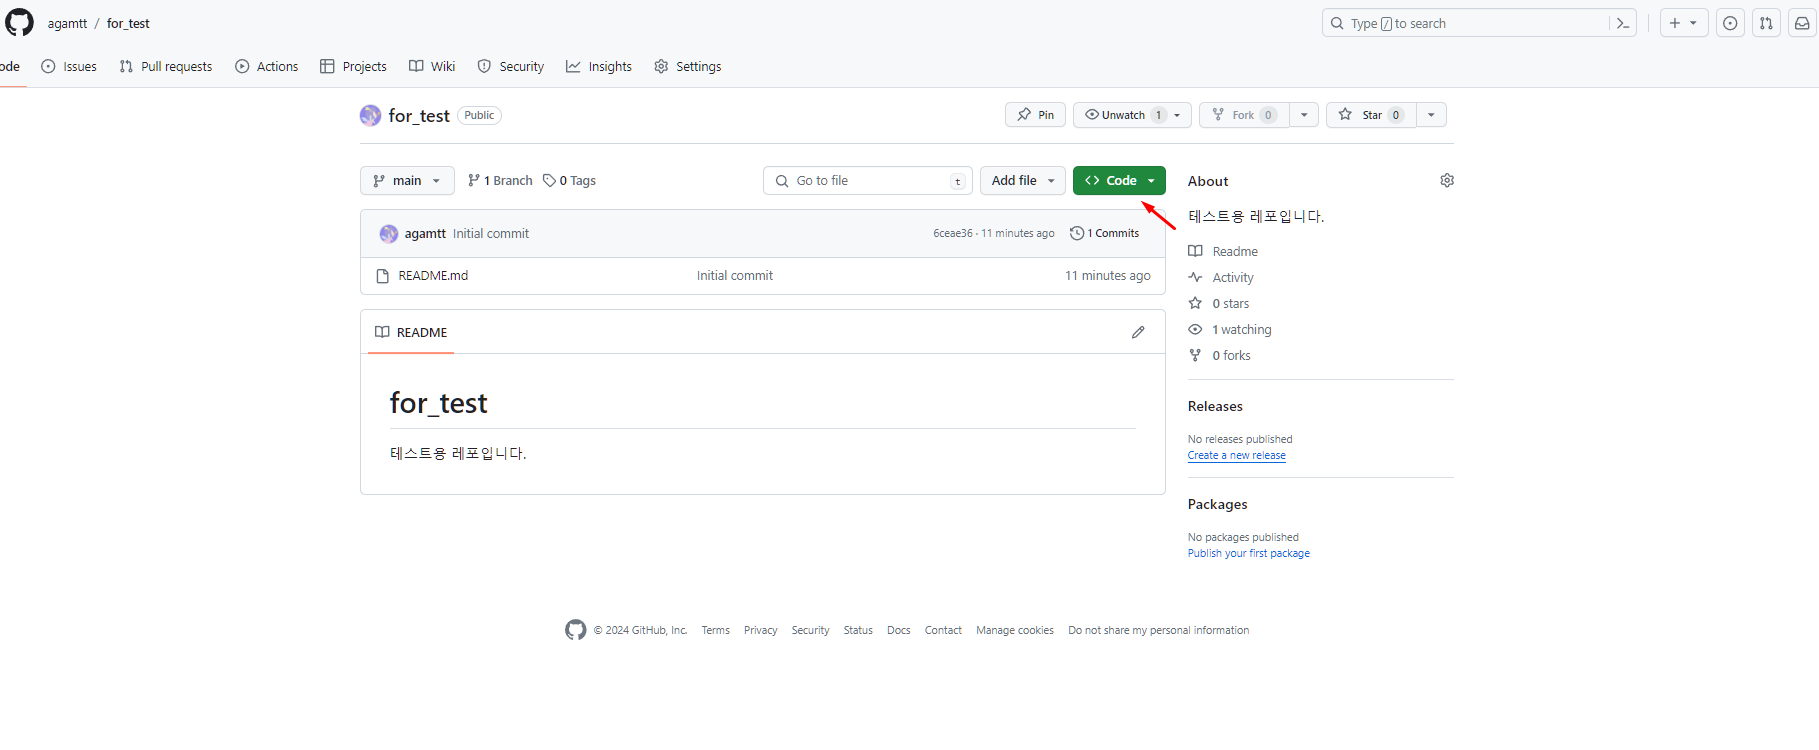 agamtt / for_test
Type / to search
ode Issues Pull requests Actions Projects Wiki Security Insights Settings
for_test Public
Pin Unwatch 1 Fork 0 Star 0
main 1 Branch 0 Tags Go to file t Add file Code
agamtt Initial commit 6ceae36 · 11 minutes ago 1 Commits
README.md Initial commit 11 minutes ago
README
for_test
테스트용 레포입니다.
About
테스트용 레포입니다.
Readme
Activity
0 stars
1 watching
0 forks
Releases
No releases published
Create a new release
Packages
No packages published
Publish your first package
© 2024 GitHub, Inc. Terms Privacy Security Status Docs Contact Manage cookies Do not share my personal information